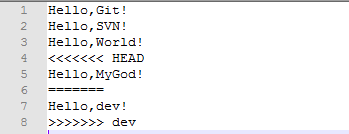 1 Hello,Git!
2 Hello,SVN!
3 Hello,World!
4 <<<<<<< HEAD
5 Hello,MyGod!
6 =======
7 Hello,dev!
8 >>>>>>> dev